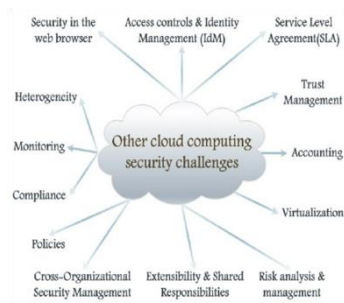 Security in the
web browser
Access controls & Identity
Management (IdM)
Service Level
Agreement(SLA)
Trust
Management
Heterogeneity
Monitoring
Other cloud computing
security challenges
Accounting
Compliance
Virtualization
Policies
Cross-Organizational
Security Management
Extensibility & Shared
Responsibilities
Risk analysis &
management